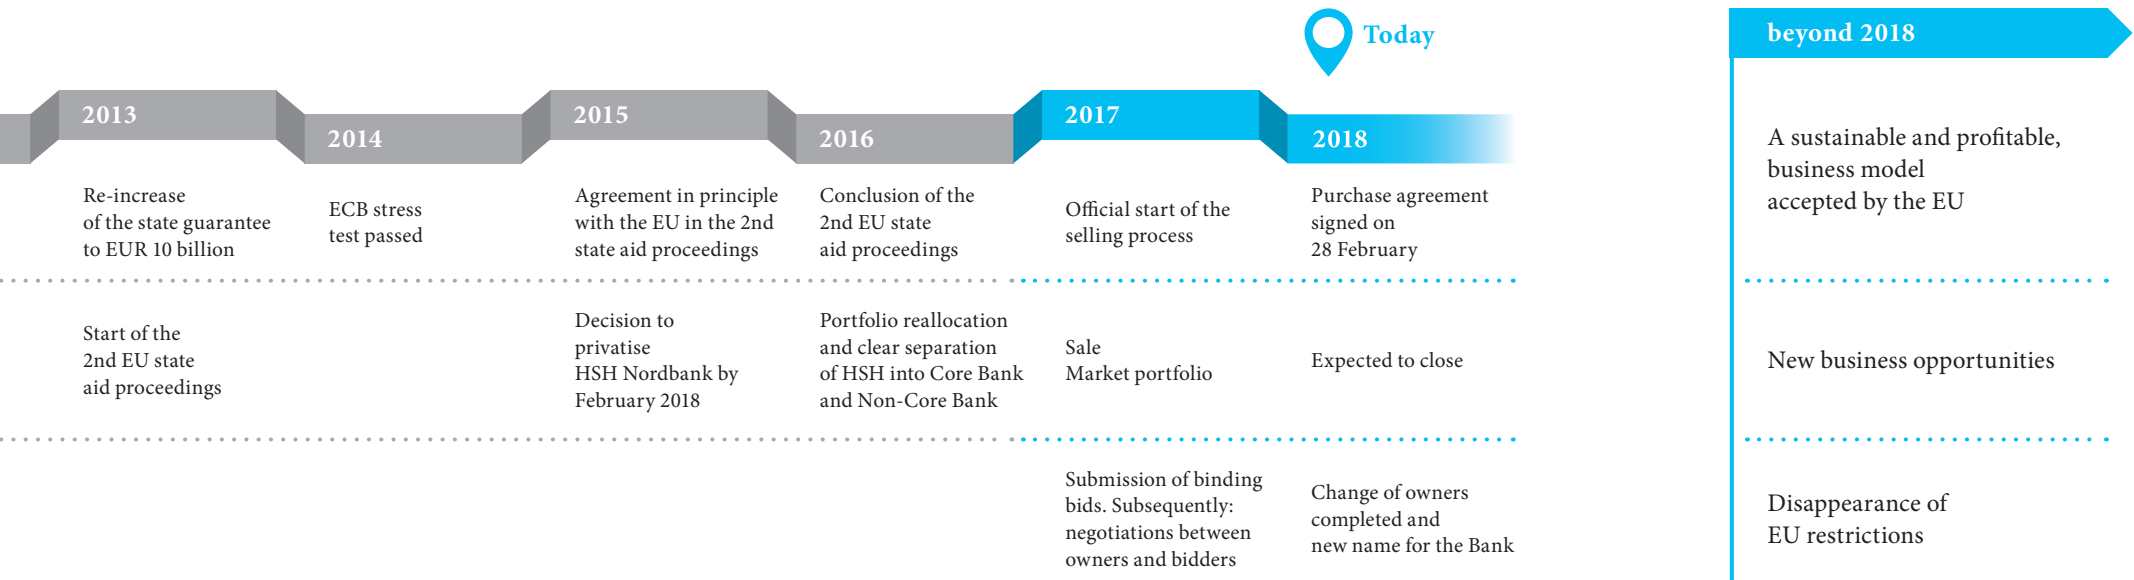 Today
beyond 2018
2013
2014
2015
2016
2017
2018
Re-increase
of the state guarantee
to EUR 10 billion
ECB stress
test passed
Agreement in principle
with the EU in the 2nd
state aid proceedings
Conclusion of the
2nd EU state
aid proceedings
Official start of the
selling process
Purchase agreement
signed on
28 February
A sustainable and profitable,
business model
accepted by the EU
Start of the
2nd EU state
aid proceedings
Decision to
privatise
HSH Nordbank by
February 2018
Portfolio reallocation
and clear separation
of HSH into Core Bank
and Non-Core Bank
Sale
Market portfolio
Expected to close
New business opportunities
Submission of binding
bids. Subsequently:
negotiations between
owners and bidders
Change of owners
completed and
new name for the Bank
Disappearance of
EU restrictions